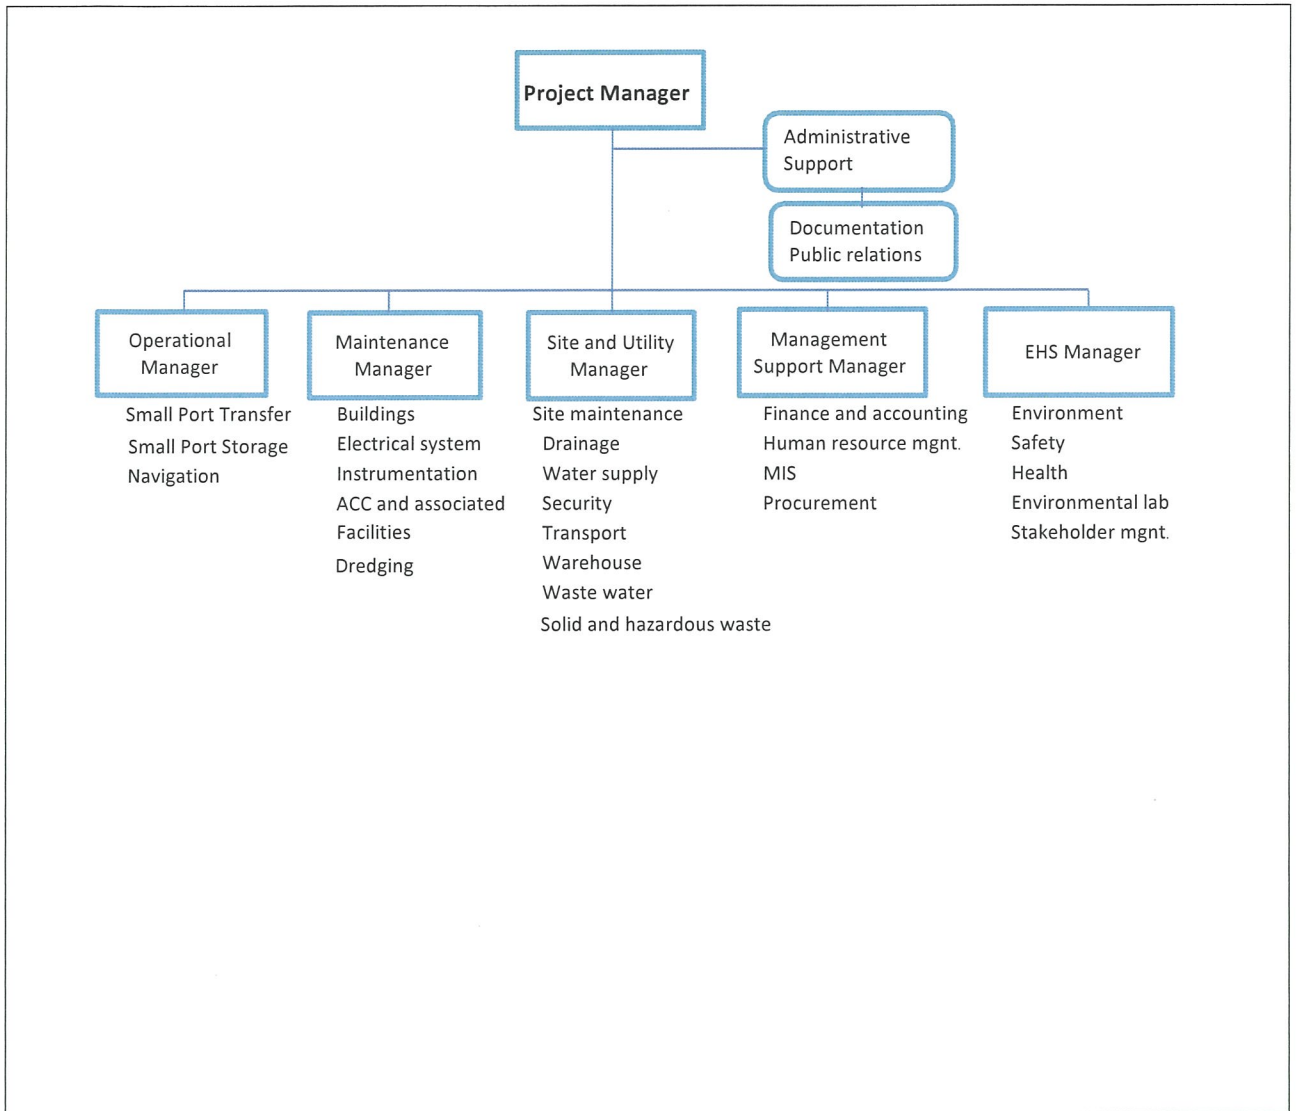 Project Manager
Administrative
Support
Documentation
Public relations
Operational
Manager
Small Port Transfer
Small Port Storage
Navigation
Maintenance
Manager
Buildings
Electrical system
Instrumentation
ACC and associated
Facilities
Dredging
Site and Utility
Manager
Site maintenance
Drainage
Water supply
Security
Transport
Warehouse
Waste water
Solid and hazardous waste
Management
Support Manager
Finance and accounting
Human resource mgnt.
MIS
Procurement
EHS Manager
Environment
Safety
Health
Environmental lab
Stakeholder mgnt.